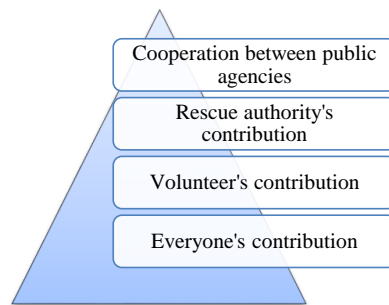 Cooperation between public
agencies
Rescue authority's
contribution
Volunteer's contribution
Everyone's contribution